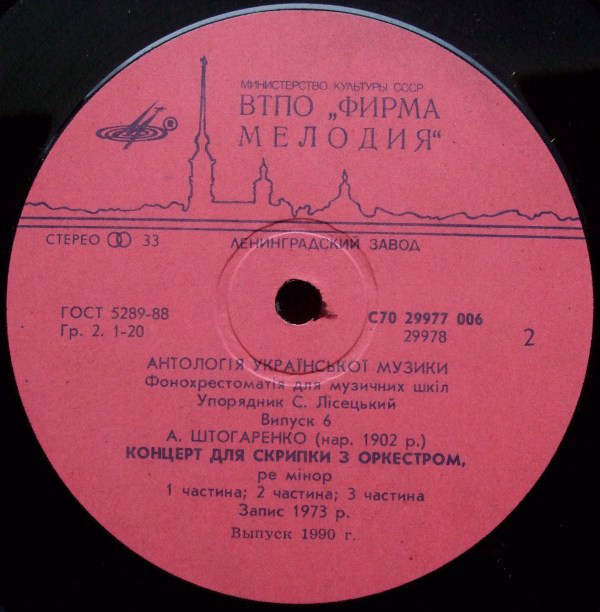 МИНИСТЕРСТВО КУЛЬТУРЫ СССР
ВТПО „ФИРМА
МЕЛОДИЯ“
®
СТЕРЕО 33
ЛЕНИНГРАДСКИЙ ЗАВОД
ГОСТ 5289-88
Гр. 2. 1-20
С70 29977 006
29978
2
АНТОЛОГІЯ УКРАЇНСЬКОЇ МУЗИКИ
Фонохрестоматія для музичних шкіл
Упорядник С. Лісецький
Випуск 6
А. ШТОГАРЕНКО (нар. 1902 р.)
КОНЦЕРТ ДЛЯ СКРИПКИ З ОРКЕСТРОМ,
ре мінор
1 частина; 2 частина; 3 частина
Запис 1973 р.
Выпуск 1990 г.